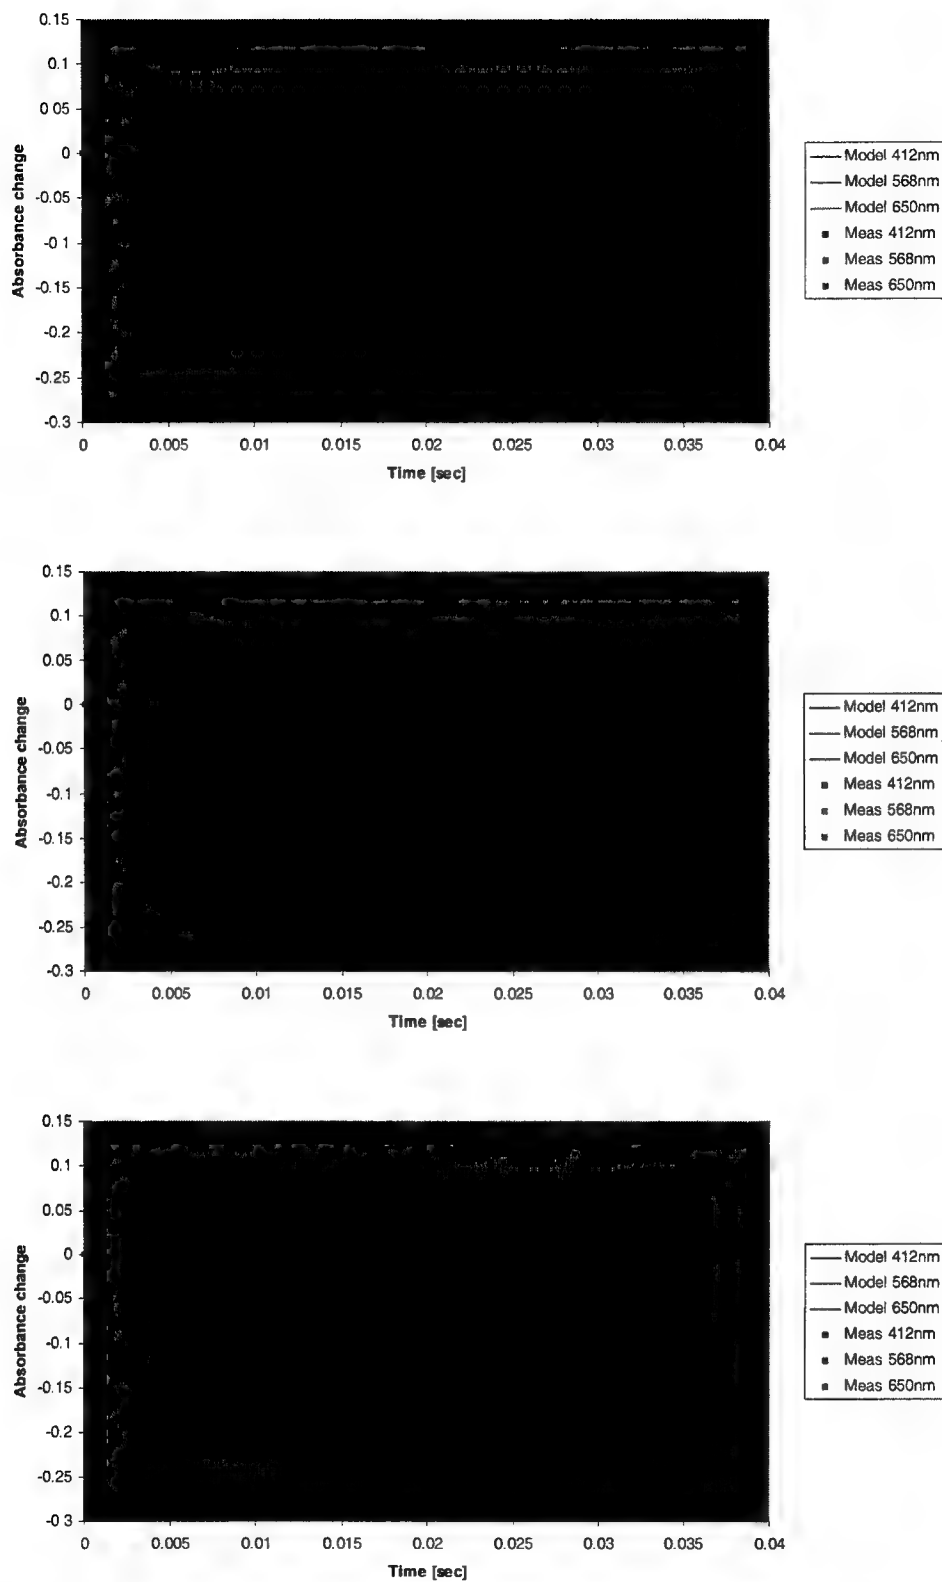 0.15
0.1
0 05
0
-0.05
-0 1
-0.15
-0.2
-0.25
-0.3
Absorbance change
0 0.005 0.01 0.015 0.02 0.025 0.03 0.035 0.04
Time [sec]
Model 412nm
Model 568nm
Model 650nm
Meas 412nm
Meas 568nm
Meas 650nm
0.15
0.1
0.05
0
-0.05
-0.1
-0.15
-0.2
-0.25
-0.3
Absorbance change
0 0.005 0.01 0.015 0.02 0.025 0.03 0.035 0.04
Time [sec]
Model 412nm
Model 568nm
Model 650nm
Meas 412nm
Meas 568nm
Meas 650nm
0.15
0.1
0.05
0
-0.05
-0.1
-0.15
-0.2
-0.25
-0 3
Absorbance change
0 0.005 0.01 0.015 0.02 0.025 0.03 0.035 0.04
Time [sec]
Model 412nm
Model 568nm
Model 650nm
Meas 412nm
Meas 568nm
Meas 650nm